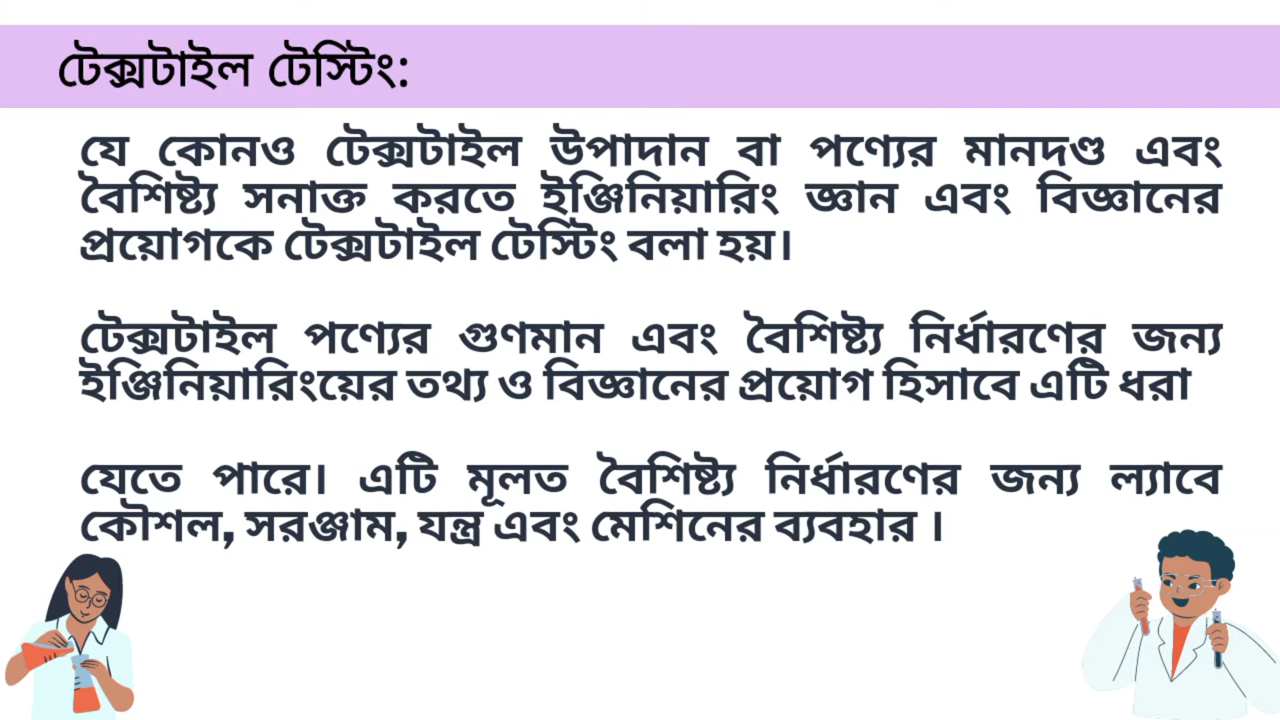 টেক্সটাইল টেস্টিং:
যে কোনও টেক্সটাইল উপাদান বা পণ্যের মানদণ্ড এবং
বৈশিষ্ট্য সনাক্ত করতে ইঞ্জিনিয়ারিং জ্ঞান এবং বিজ্ঞানের
প্রয়োগকে টেক্সটাইল টেস্টিং বলা হয়।
টেক্সটাইল পণ্যের গুণমান এবং বৈশিষ্ট্য নির্ধারণের জন্য
ইঞ্জিনিয়ারিংয়ের তথ্য ও বিজ্ঞানের প্রয়োগ হিসাবে এটি ধরা
যেতে পারে। এটি মূলত বৈশিষ্ট্য নির্ধারণের জন্য ল্যাবে
কৌশল, সরঞ্জাম, যন্ত্র এবং মেশিনের ব্যবহার ।